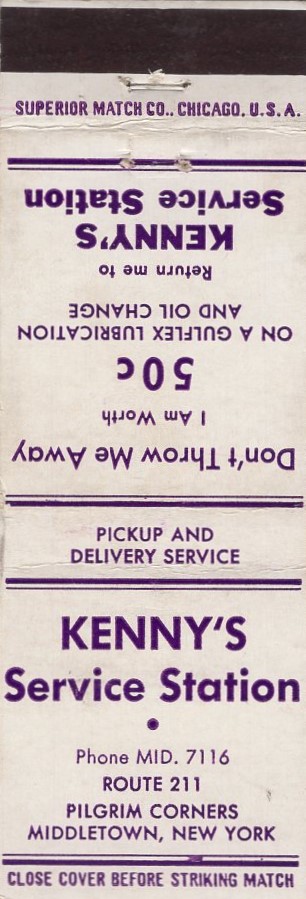 SUPERIOR MATCH CO., CHICAGO, U.S.A.
Don't Throw Me Away
I Am Worth
50c
ON A GULFLEX LUBRICATION
AND OIL CHANGE
Return me to
KENNY'S
Service Station
PICKUP AND
DELIVERY SERVICE
KENNY'S
Service Station
•
Phone MID. 7116
ROUTE 211
PILGRIM CORNERS
MIDDLETOWN, NEW YORK
CLOSE COVER BEFORE STRIKING MATCH